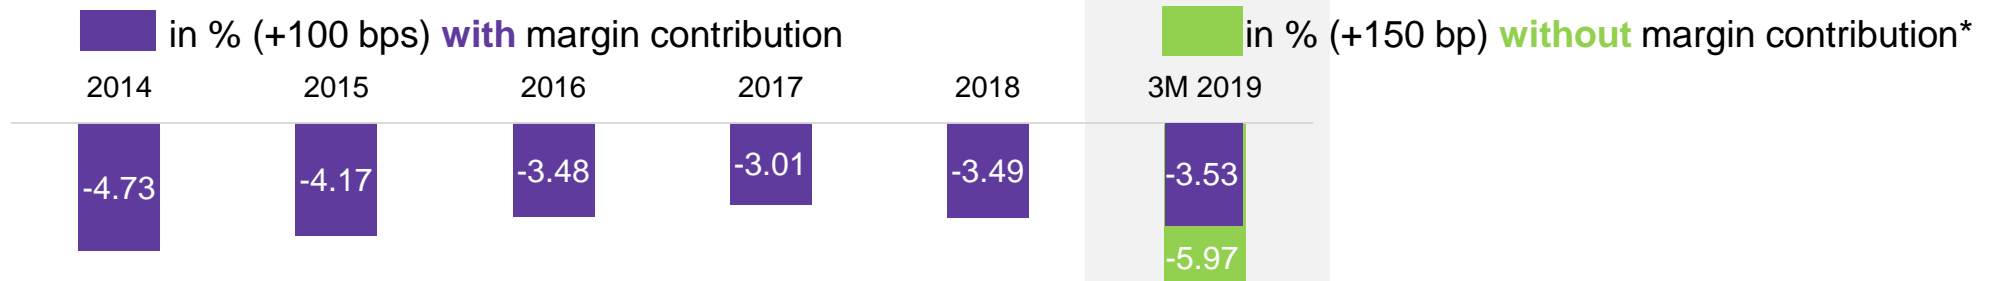 in % (+100 bps) with margin contribution
in % (+150 bp) without margin contribution*
2014 2015 2016 2017 2018 3M 2019
-4.73 -4.17 -3.48 -3.01 -3.49 -3.53
-5.97